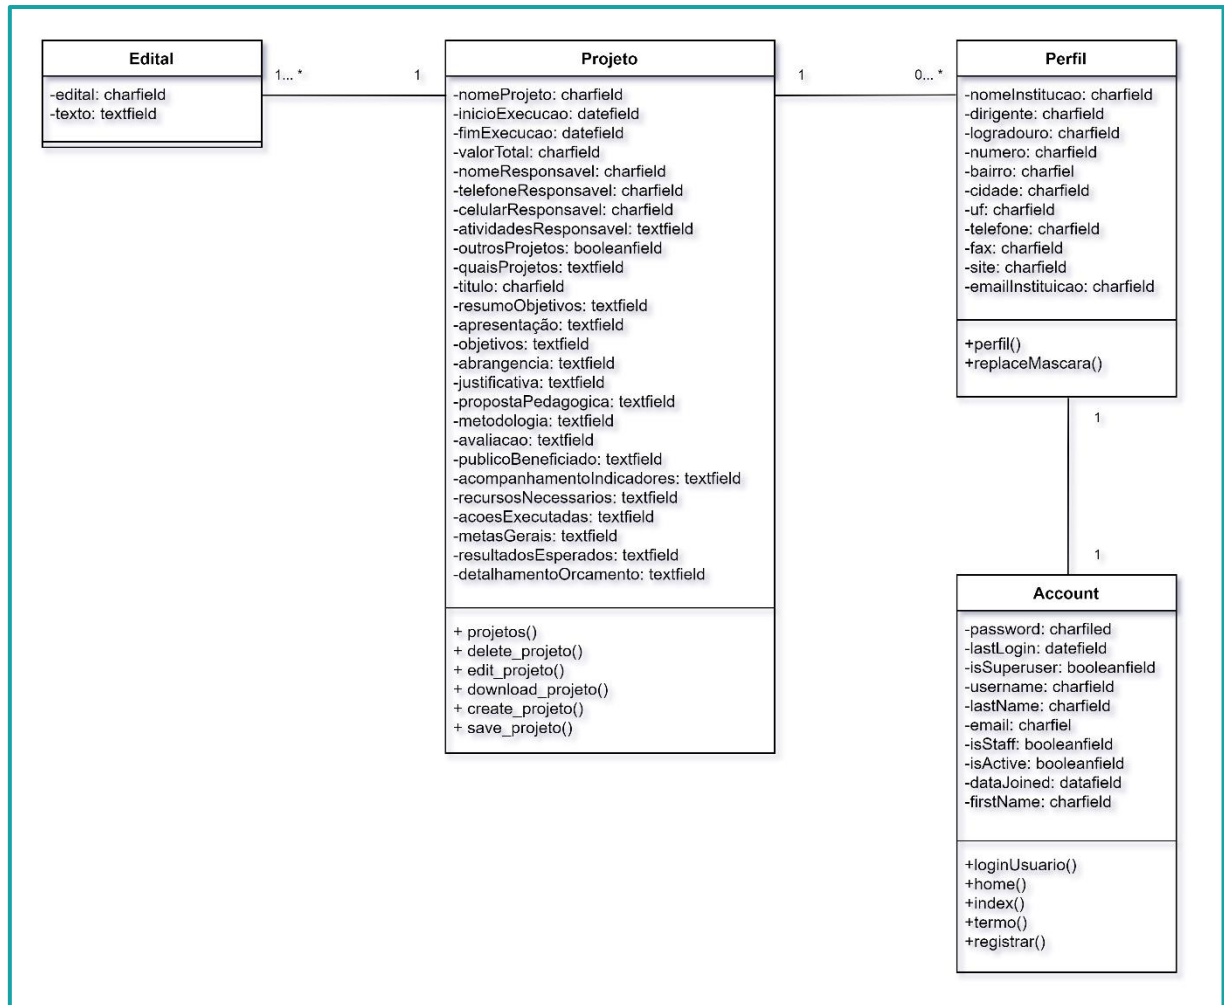 Edital
-edital: charfield
-texto: textfield
1... *
1
Projeto
-nomeProjeto: charfield
-inicioExecucao: datefield
-fimExecucao: datefield
-valorTotal: charfield
-nomeResponsavel: charfield
-telefoneResponsavel: charfield
-celularResponsavel: charfield
-atividadesResponsavel: textfield
-outrosProjetos: booleanfield
-quaisProjetos: textfield
-titulo: charfield
-resumoObjetivos: textfield
-apresentação: textfield
-objetivos: textfield
-abrangencia: textfield
-justificativa: textfield
-propostaPedagogica: textfield
-metodologia: textfield
-avaliacao: textfield
-publicoBeneficiado: textfield
-acompanhamentoIndicadores: textfield
-recursosNecessarios: textfield
-acoesExecutadas: textfield
-metasGerais: textfield
-resultadosEsperados: textfield
-detalhamentoOrcamento: textfield
+ projetos()
+ delete_projeto()
+ edit_projeto()
+ download_projeto()
+ create_projeto()
+ save_projeto()
1
0... *
Perfil
-nomeInstitucao: charfield
-dirigente: charfield
-logradouro: charfield
-numero: charfield
-bairro: charfiel
-cidade: charfield
-uf: charfield
-telefone: charfield
-fax: charfield
-site: charfield
-emailInstituicao: charfield
+perfil()
+replaceMascara()
1
1
Account
-password: charfiled
-lastLogin: datefield
-isSuperuser: booleanfield
-username: charfield
-lastName: charfield
-email: charfiel
-isStaff: booleanfield
-isActive: booleanfield
-dataJoined: datafield
-firstName: charfield
+loginUsuario()
+home()
+index()
+termo()
+registrar()